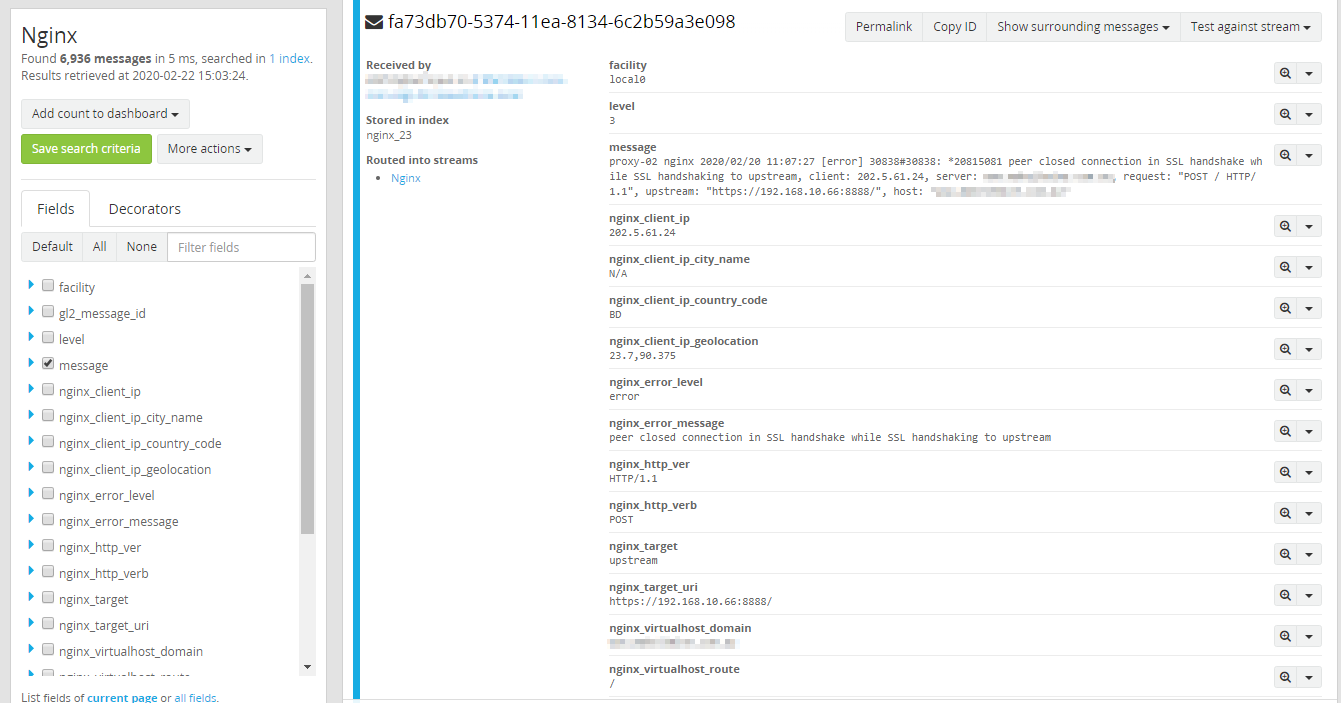 Nginx
Found 6,936 messages in 5 ms, searched in 1 index.
Results retrieved at 2020-02-22 15:03:24.
Add count to dashboard
Save search criteria
More actions
Fields
Decorators
Default
All
None
Filter fields
facility
gl2_message_id
level
message
nginx_client_ip
nginx_client_ip_city_name
nginx_client_ip_country_code
nginx_client_ip_geolocation
nginx_error_level
nginx_error_message
nginx_http_ver
nginx_http_verb
nginx_target
nginx_target_uri
nginx_virtualhost_domain
nginx_virtualhost_route
List fields of current page or all fields.
fa73db70-5374-11ea-8134-6c2b59a3e098
Permalink
Copy ID
Show surrounding messages
Test against stream
Received by
Stored in index
nginx_23
Routed into streams
Nginx
facility
local0
level
3
message
proxy-02 nginx 2020/02/20 11:07:27 [error] 30838#30838: *20815081 peer closed connection in SSL handshake wh
ile SSL handshaking to upstream, client: 202.5.61.24, server: , request: "POST / HTTP/
1.1", upstream: "https://192.168.10.66:8888/", host: "
nginx_client_ip
202.5.61.24
nginx_client_ip_city_name
N/A
nginx_client_ip_country_code
BD
nginx_client_ip_geolocation
23.7,90.375
nginx_error_level
error
nginx_error_message
peer closed connection in SSL handshake while SSL handshaking to upstream
nginx_http_ver
HTTP/1.1
nginx_http_verb
POST
nginx_target
upstream
nginx_target_uri
https://192.168.10.66:8888/
nginx_virtualhost_domain
nginx_virtualhost_route
/